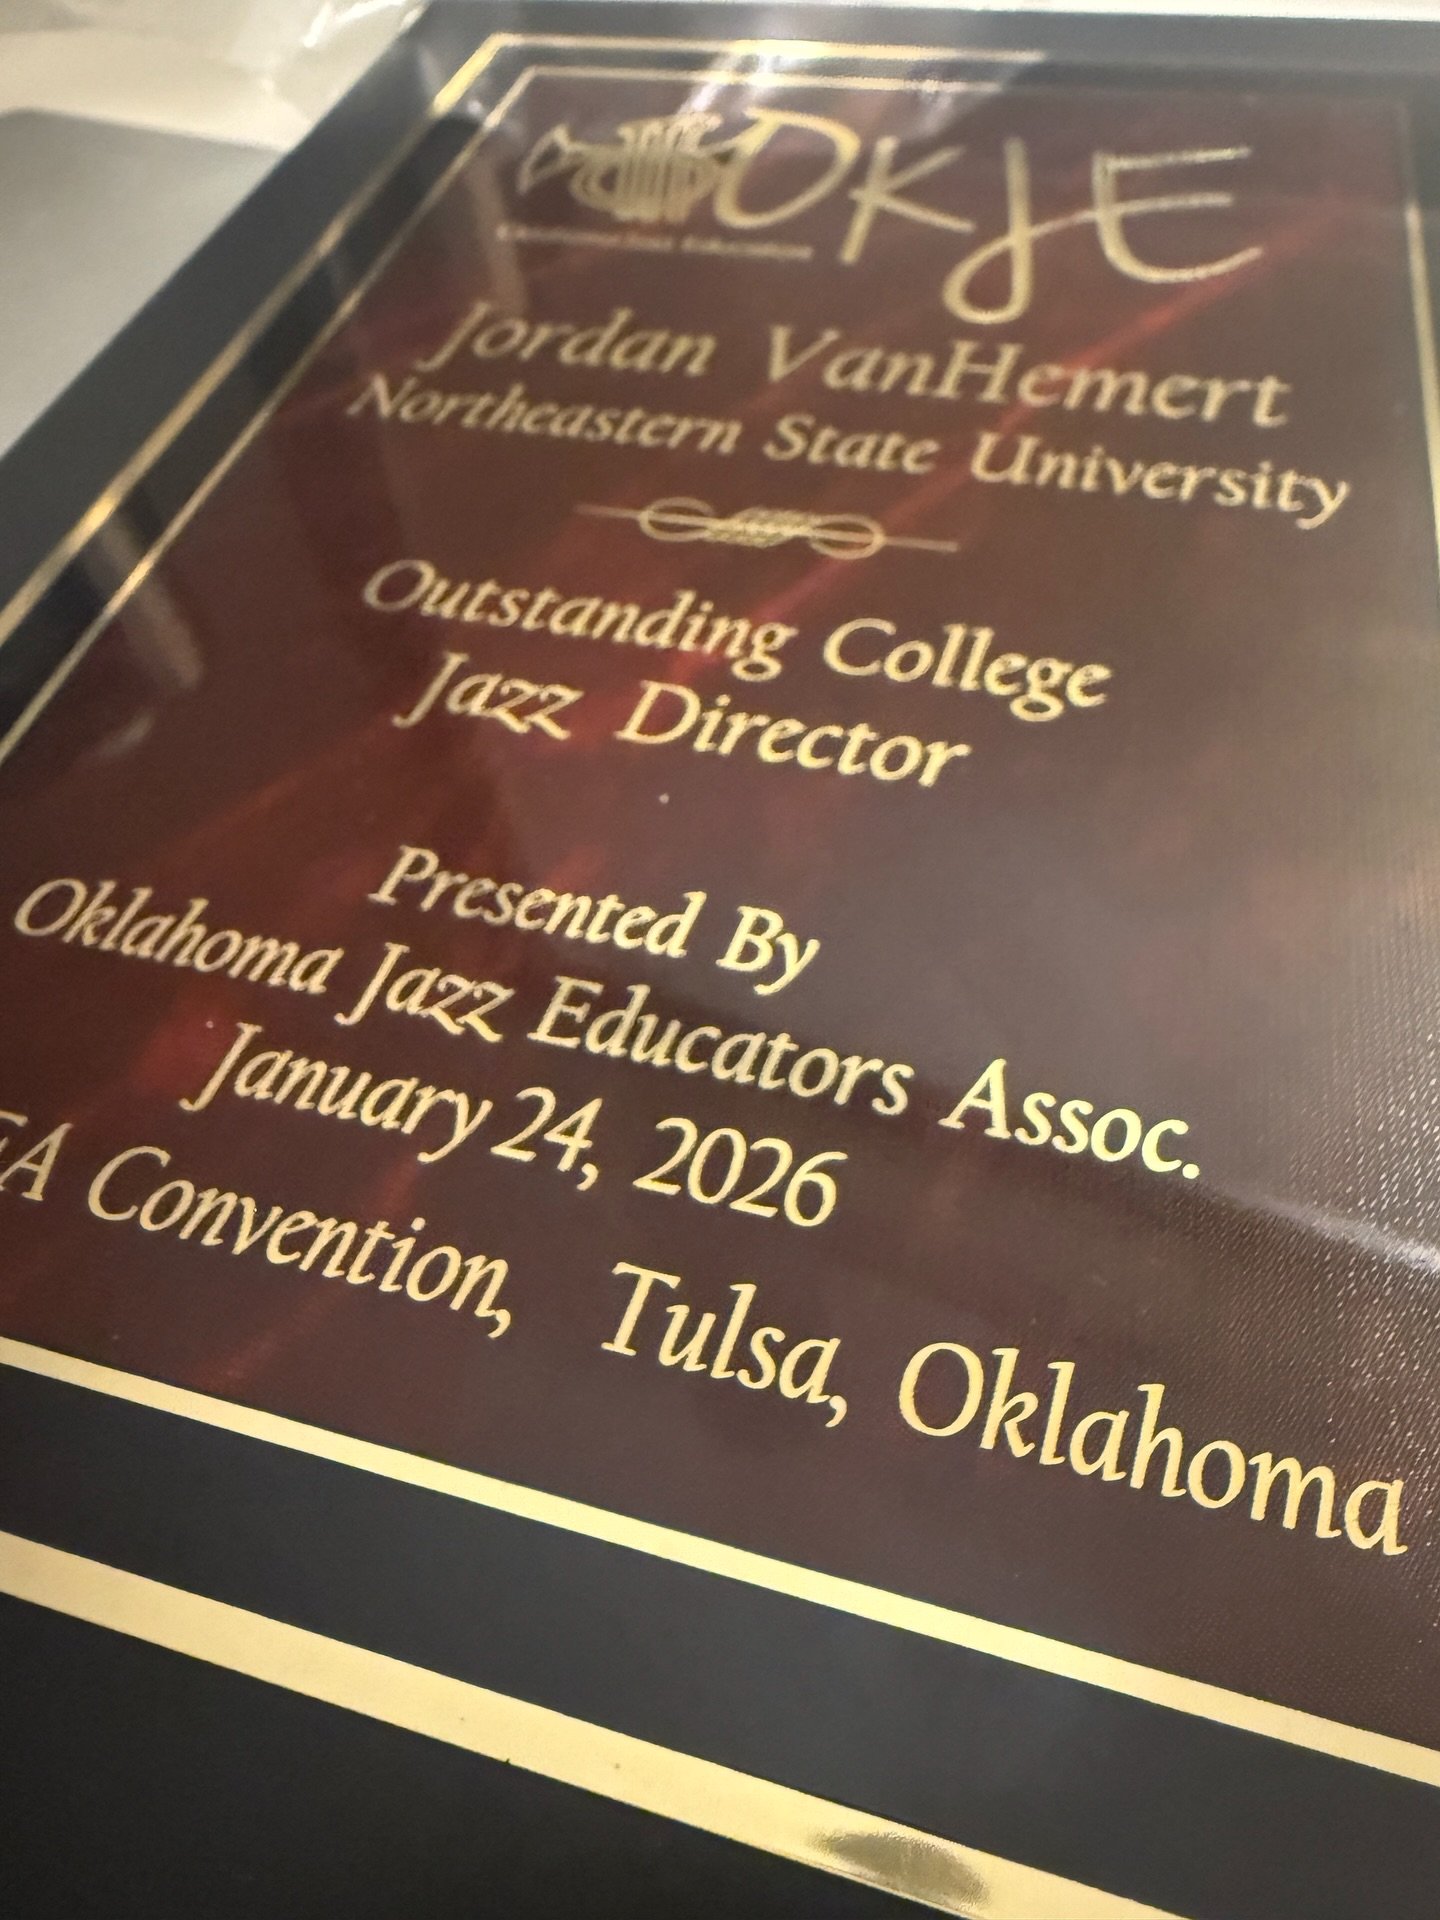 OKJE
Jordan VanHemert
Northeastern State University
Outstanding College
Jazz Director
Presented By
Oklahoma Jazz Educators Assoc.
January 24, 2026
EA Convention, Tulsa, Oklahoma